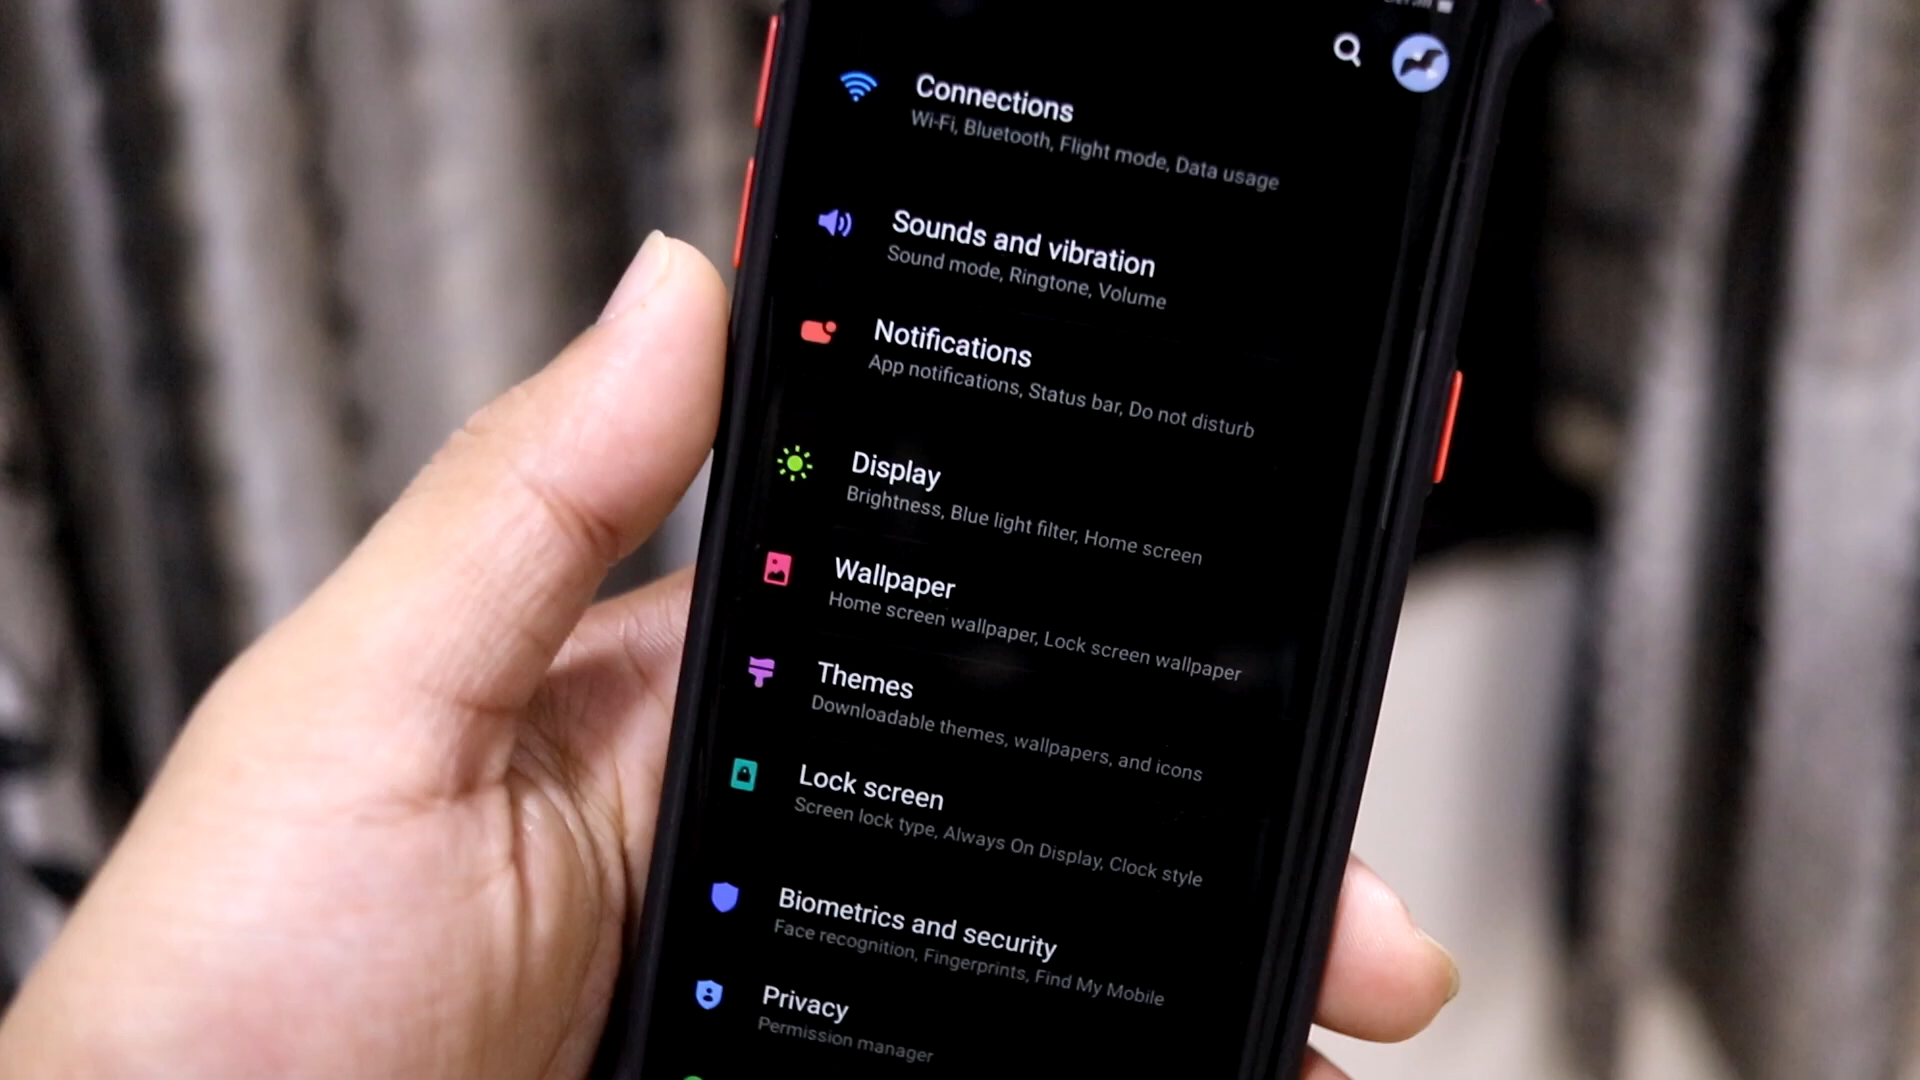 Connections
Wi-Fi, Bluetooth, Flight mode, Data usage
Sounds and vibration
Sound mode, Ringtone, Volume
Notifications
App notifications, Status bar, Do not disturb
Display
Brightness, Blue light filter, Home screen
Wallpaper
Home screen wallpaper, Lock screen wallpaper
Themes
Downloadable themes, wallpapers, and icons
Lock screen
Screen lock type, Always On Display, Clock style
Biometrics and security
Face recognition, Fingerprints, Find My Mobile
Privacy
Permission manager